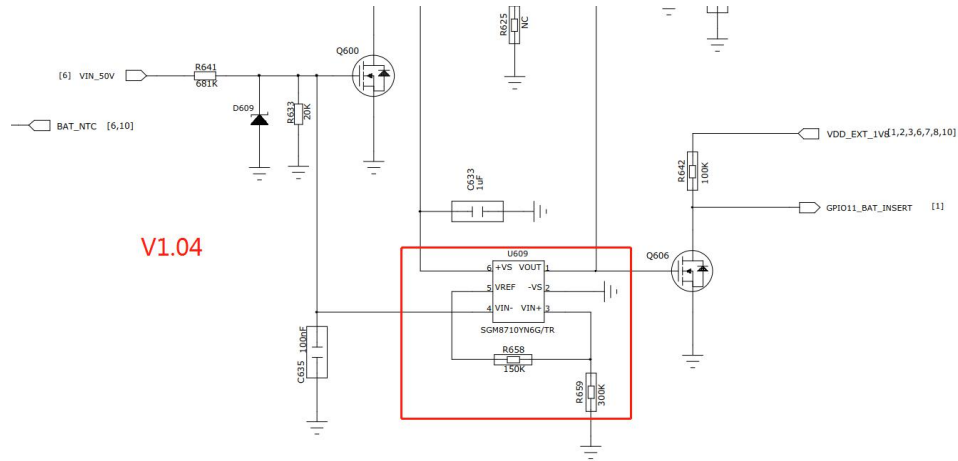 R625
NC
Q600
[6] VIN_50V
R641
681K
D609
R633
20K
BAT_NTC [6,10]
VDD_EXT_1V8[1,2,3,6,7,8,10]
R642
100K
C633
1uF
GPIO11_BAT_INSERT [1]
V1.04
U609
Q606
6 +VS VOUT 1
5 VREF -VS 2
4 VIN- VIN+ 3
SGM8710YN6G/TR
C635
100nF
R658
150K
R659
300K